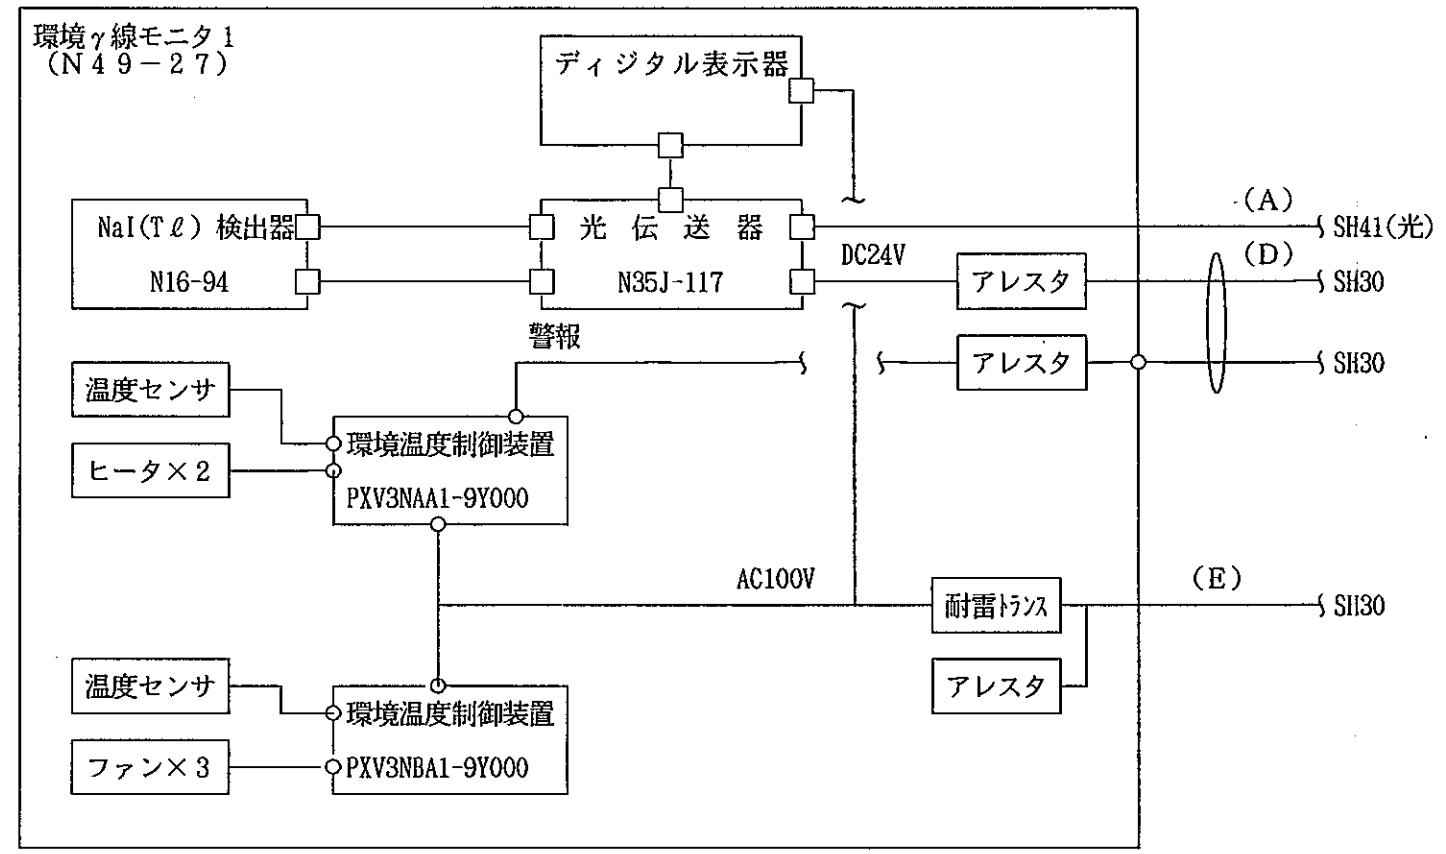 環境γ線モニタ1
(N49-27)
ディジタル表示器
NaI(Tℓ)検出器
N16-94
光伝送器
N35J-117
(A)
SH41(光)
DC24V
アレスタ
(D)
SH30
警報
アレスタ
SH30
温度センサ
ヒータ×2
環境温度制御装置
PXV3NAA1-9Y000
AC100V
耐雷トランス
(E)
SH30
アレスタ
温度センサ
ファン×3
環境温度制御装置
PXV3NBA1-9Y000